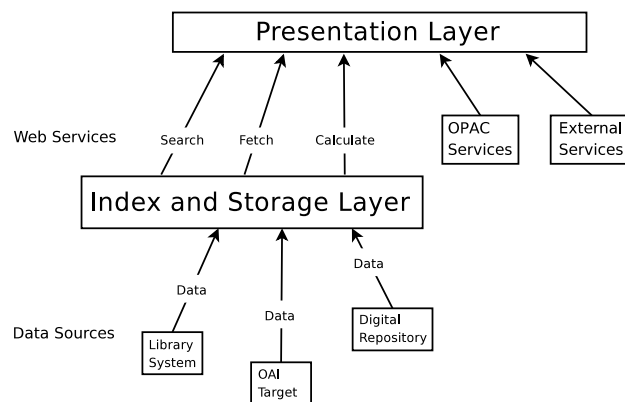 Presentation Layer
Web Services
Search
Fetch
Calculate
OPAC
Services
External
Services
Index and Storage Layer
Data
Data
Data
Data Sources
Library
System
OAI
Target
Digital
Repository